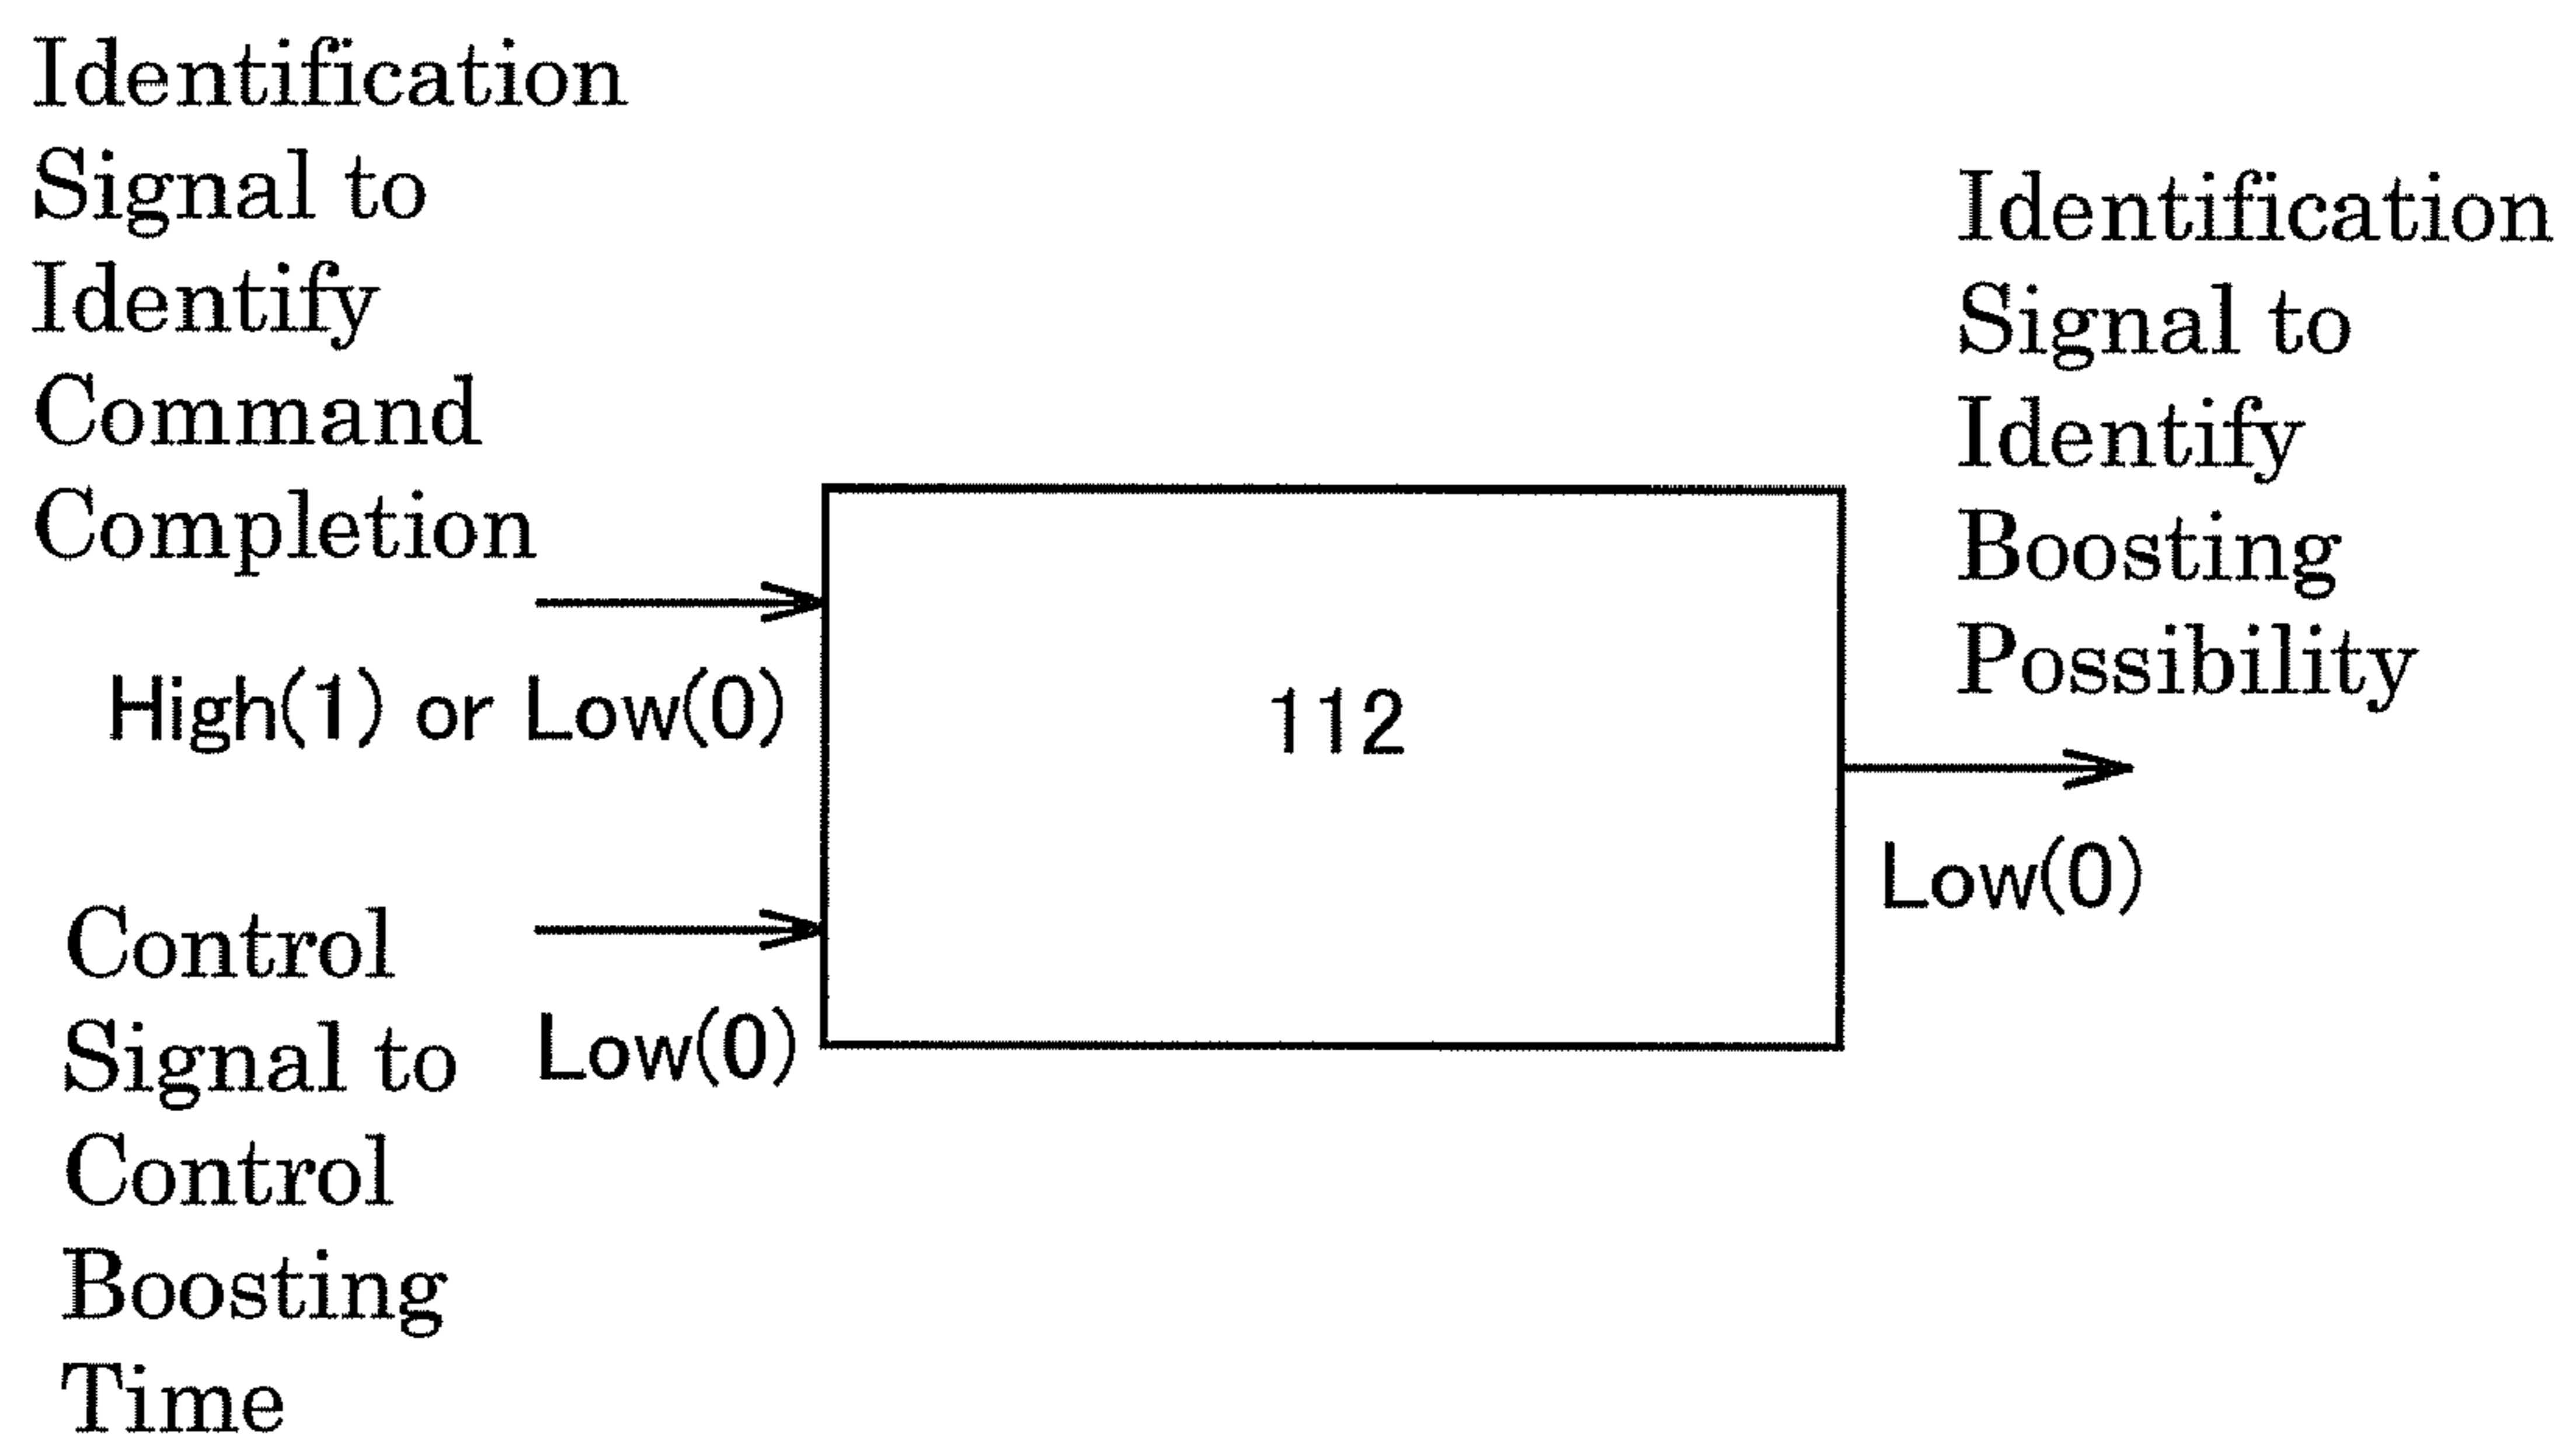 Identification
Signal to
Identify
Command
Completion
High(1) or Low(0)
Control
Signal to
Control
Boosting
Time
Low(0)
112
Identification
Signal to
Identify
Boosting
Possibility
Low(0)